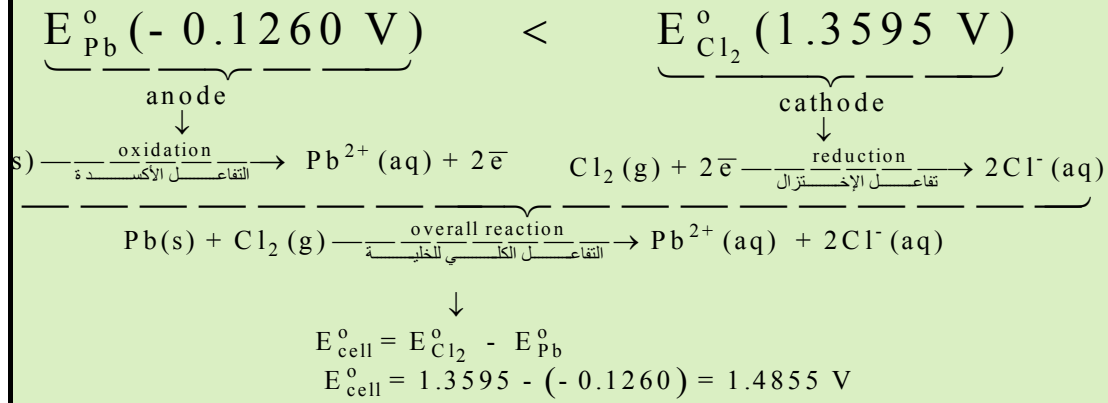 E°Pb (- 0.1260 V) < E°Cl₂ (1.3595 V)
anode cathode
↓ ↓
s) oxidation التفاعل الأكسدة → Pb²⁺ (aq) + 2e̅ Cl₂ (g) + 2e̅ reduction تفاعل الإختزال → 2Cl⁻ (aq)
Pb(s) + Cl₂ (g) overall reaction التفاعل الكلي للخلية → Pb²⁺ (aq) + 2Cl⁻ (aq)
↓
E°cell = E°Cl₂ - E°Pb
E°cell = 1.3595 - (- 0.1260) = 1.4855 V